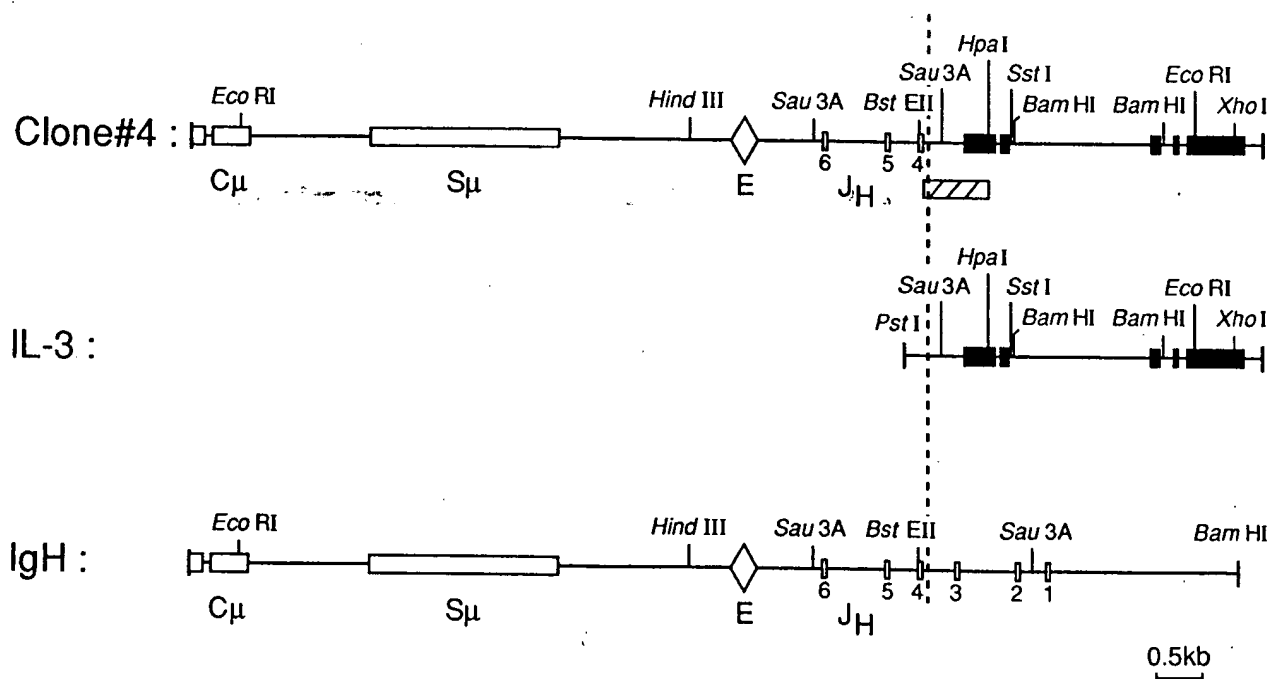 Clone#4 :
Eco RI
Hind III
Sau 3A
Bst EII
Sau 3A
Hpa I
Sst I
Bam HI
Bam HI
Eco RI
Xho I
Cμ
Sμ
E
6
5
4
JH
IL-3 :
Pst I
Sau 3A
Hpa I
Sst I
Bam HI
Bam HI
Eco RI
Xho I
IgH :
Eco RI
Hind III
Sau 3A
Bst EII
Sau 3A
Bam HI
Cμ
Sμ
E
6
5
4
3
2
1
JH
0.5kb